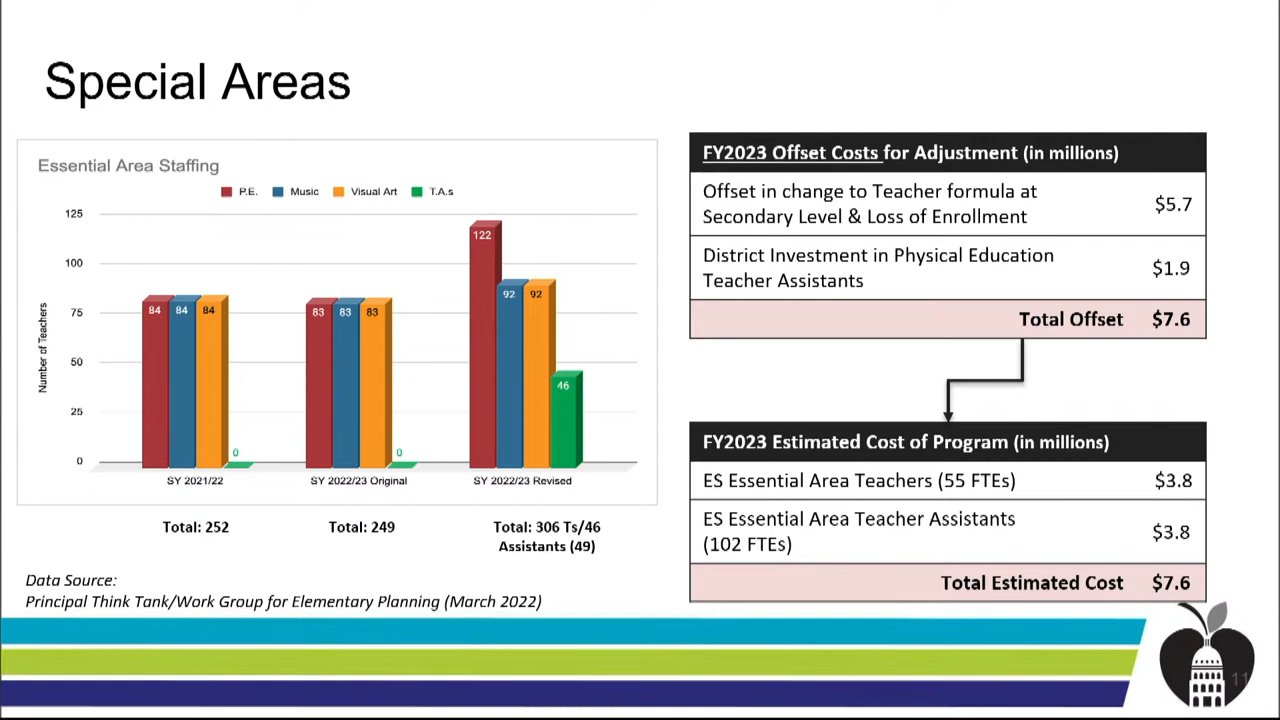 Special Areas
Essential Area Staffing
P.E. Music Visual Art T.A.s
Number of Teachers
125
100
75
50
25
0
84 84 84 0
83 83 83 0
122 92 92 46
SY 2021/22 SY 2022/23 Original SY 2022/23 Revised
Total: 252
Total: 249
Total: 306 Ts/46
Assistants (49)
Data Source:
Principal Think Tank/Work Group for Elementary Planning (March 2022)
FY2023 Offset Costs for Adjustment (in millions)
Offset in change to Teacher formula at
Secondary Level & Loss of Enrollment
$5.7
District Investment in Physical Education
Teacher Assistants
$1.9
Total Offset $7.6
FY2023 Estimated Cost of Program (in millions)
ES Essential Area Teachers (55 FTEs) $3.8
ES Essential Area Teacher Assistants
(102 FTEs)
$3.8
Total Estimated Cost $7.6
11